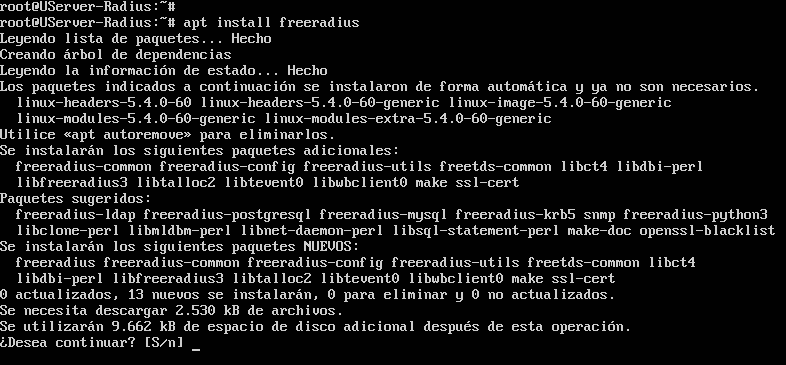 root@UServer-Radius:~#
root@UServer-Radius:~# apt install freeradius
Leyendo lista de paquetes... Hecho
Creando árbol de dependencias
Leyendo la información de estado... Hecho
Los paquetes indicados a continuación se instalaron de forma automática y ya no son necesarios.
  linux-headers-5.4.0-60 linux-headers-5.4.0-60-generic linux-image-5.4.0-60-generic
  linux-modules-5.4.0-60-generic linux-modules-extra-5.4.0-60-generic
Utilice «apt autoremove» para eliminarlos.
Se instalarán los siguientes paquetes adicionales:
  freeradius-common freeradius-config freeradius-utils freetds-common libct4 libdbi-perl
  libfreeradius3 libtalloc2 libtevent0 libwbclient0 make ssl-cert
Paquetes sugeridos:
  freeradius-ldap freeradius-postgresql freeradius-mysql freeradius-krb5 snmp freeradius-python3
  libclone-perl libmldbm-perl libnet-daemon-perl libsql-statement-perl make-doc openssl-blacklist
Se instalarán los siguientes paquetes NUEVOS:
  freeradius freeradius-common freeradius-config freeradius-utils freetds-common libct4
  libdbi-perl libfreeradius3 libtalloc2 libtevent0 libwbclient0 make ssl-cert
0 actualizados, 13 nuevos se instalarán, 0 para eliminar y 0 no actualizados.
Se necesita descargar 2.530 kB de archivos.
Se utilizarán 9.662 kB de espacio de disco adicional después de esta operación.
¿Desea continuar? [S/n] _